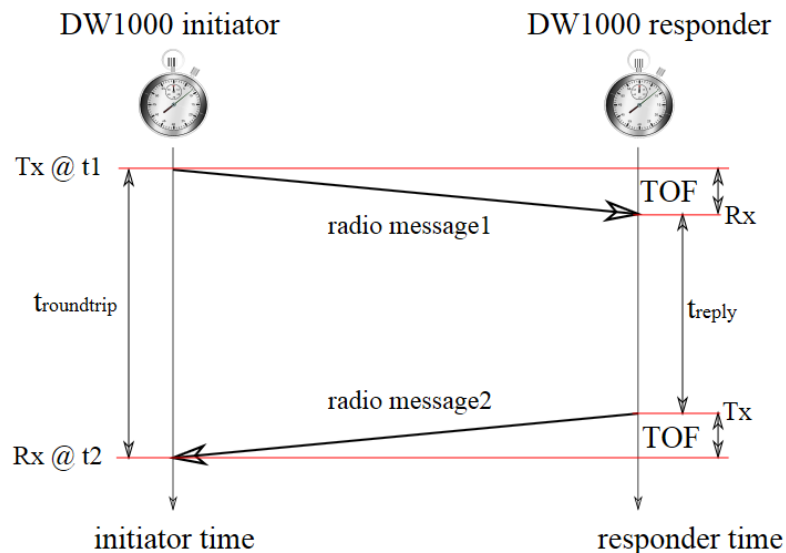 DW1000 initiator
DW1000 responder
Tx @ t1
TOF
Rx
radio message1
troundtrip
treply
radio message2
Tx
TOF
Rx @ t2
initiator time
responder time